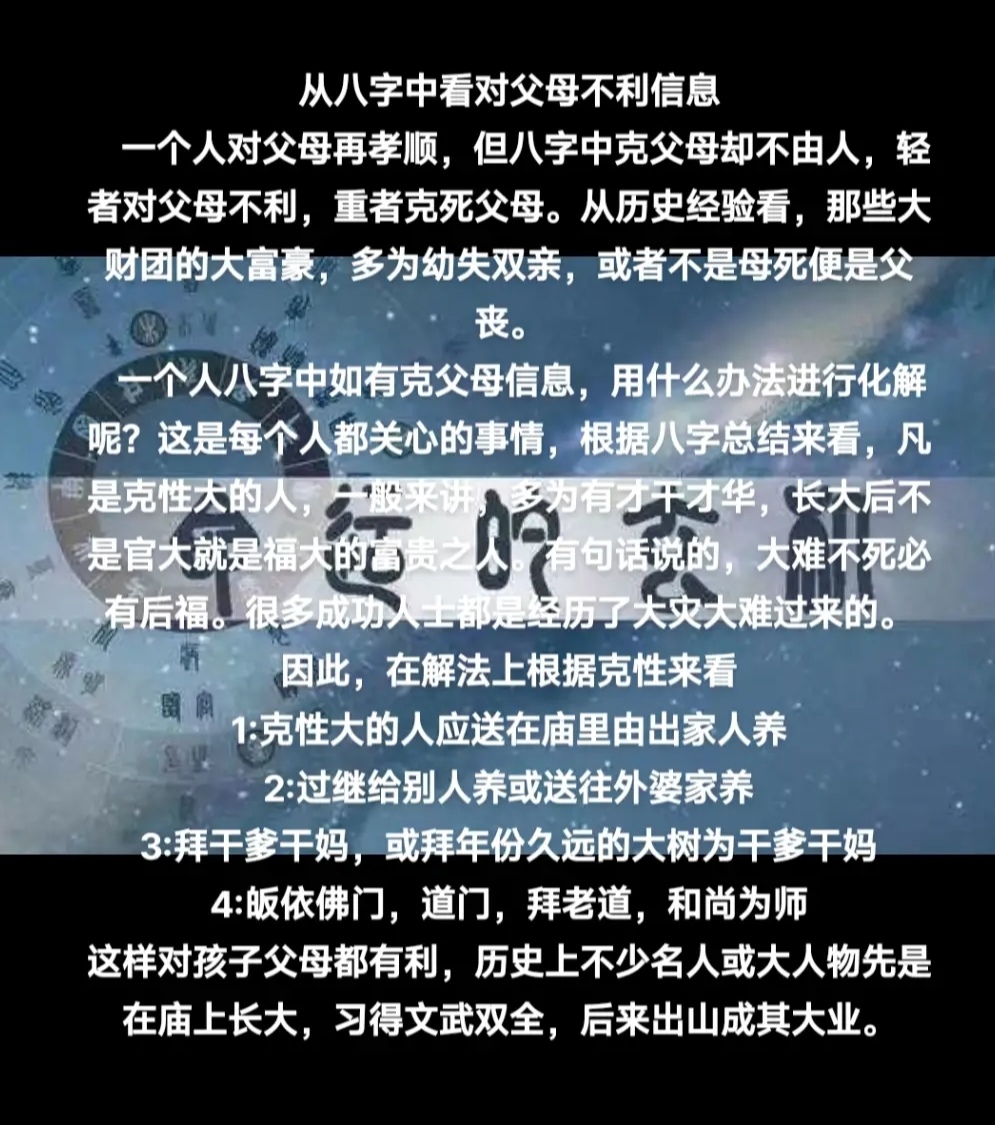 从八字中看对父母不利信息
一个人对父母再孝顺，但八字中克父母却不由人，轻
者对父母不利，重者克死父母。从历史经验看，那些大
财团的大富豪，多为幼失双亲，或者不是母死便是父
丧。
一个人八字中如有克父母信息，用什么办法进行化解
呢？这是每个人都关心的事情，根据八字总结来看，凡
是克性大的人，一般来讲，多为有才干才华，长大后不
是官大就是福大的富贵之人。有句话说的，大难不死必
有后福。很多成功人士都是经历了大灾大难过来的。
命运的玄机
因此，在解法上根据克性来看
1:克性大的人应送在庙里由出家人养
2:过继给别人养或送往外婆家养
3:拜干爹干妈，或拜年份久远的大树为干爹干妈
4:皈依佛门，道门，拜老道，和尚为师
这样对孩子父母都有利，历史上不少名人或大人物先是
在庙上长大，习得文武双全，后来出山成其大业。